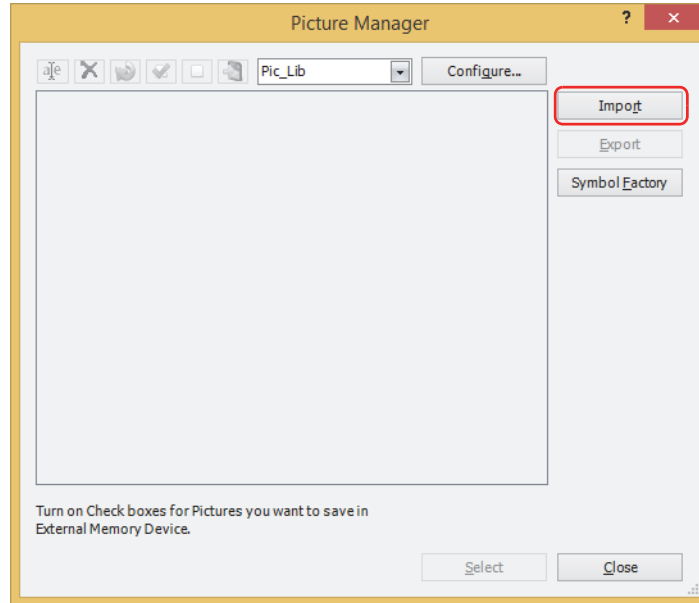 Picture Manager
?
×
Pic_Lib
Configure...
Import
Export
Symbol Factory
Turn on Check boxes for Pictures you want to save in
External Memory Device.
Select
Close